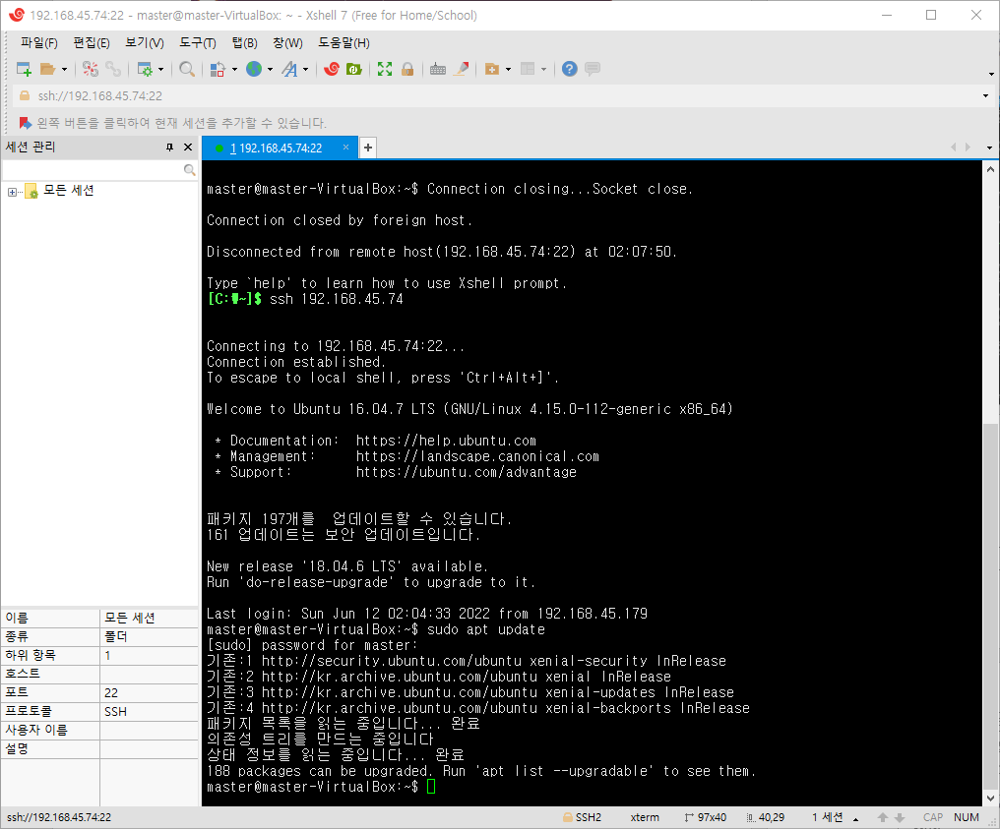 192.168.45.74:22 - master@master-VirtualBox: ~ - Xshell 7 (Free for Home/School)
파일(F) 편집(E) 보기(V) 도구(T) 탭(B) 창(W) 도움말(H)
ssh://192.168.45.74:22
왼쪽 버튼을 클릭하여 현재 세션을 추가할 수 있습니다.
세션 관리
모든 세션
이름 모든 세션
종류 폴더
하위 항목 1
호스트
포트 22
프로토콜 SSH
사용자 이름
설명
1 192.168.45.74:22
master@master-VirtualBox:~$ Connection closing...Socket close.
Connection closed by foreign host.
Disconnected from remote host(192.168.45.74:22) at 02:07:50.
Type `help' to learn how to use Xshell prompt.
[C:\~]$ ssh 192.168.45.74
Connecting to 192.168.45.74:22...
Connection established.
To escape to local shell, press 'Ctrl+Alt+]'.
Welcome to Ubuntu 16.04.7 LTS (GNU/Linux 4.15.0-112-generic x86_64)
* Documentation:  https://help.ubuntu.com
* Management:     https://landscape.canonical.com
* Support:        https://ubuntu.com/advantage
패키지 197개를  업데이트할 수 있습니다.
161 업데이트는 보안 업데이트입니다.
New release '18.04.6 LTS' available.
Run 'do-release-upgrade' to upgrade to it.
Last login: Sun Jun 12 02:04:33 2022 from 192.168.45.179
master@master-VirtualBox:~$ sudo apt update
[sudo] password for master:
기존:1 http://security.ubuntu.com/ubuntu xenial-security InRelease
기존:2 http://kr.archive.ubuntu.com/ubuntu xenial InRelease
기존:3 http://kr.archive.ubuntu.com/ubuntu xenial-updates InRelease
기존:4 http://kr.archive.ubuntu.com/ubuntu xenial-backports InRelease
패키지 목록을 읽는 중입니다... 완료
의존성 트리를 만드는 중입니다
상태 정보를 읽는 중입니다... 완료
188 packages can be upgraded. Run 'apt list --upgradable' to see them.
master@master-VirtualBox:~$
ssh://192.168.45.74:22 SSH2 xterm 97x40 40,29 1 세션 CAP NUM